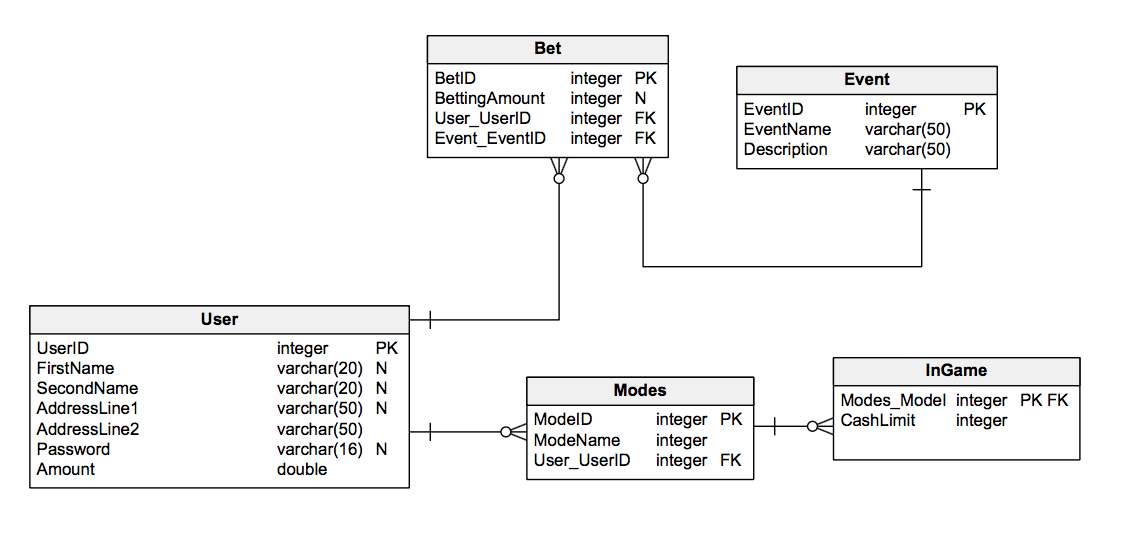 Bet
BetID integer PK
BettingAmount integer N
User_UserID integer FK
Event_EventID integer FK
Event
EventID integer PK
EventName varchar(50)
Description varchar(50)
User
UserID integer PK
FirstName varchar(20) N
SecondName varchar(20) N
AddressLine1 varchar(50) N
AddressLine2 varchar(50)
Password varchar(16) N
Amount double
Modes
ModeID integer PK
ModeName integer
User_UserID integer FK
InGame
Modes_Model integer PK FK
CashLimit integer